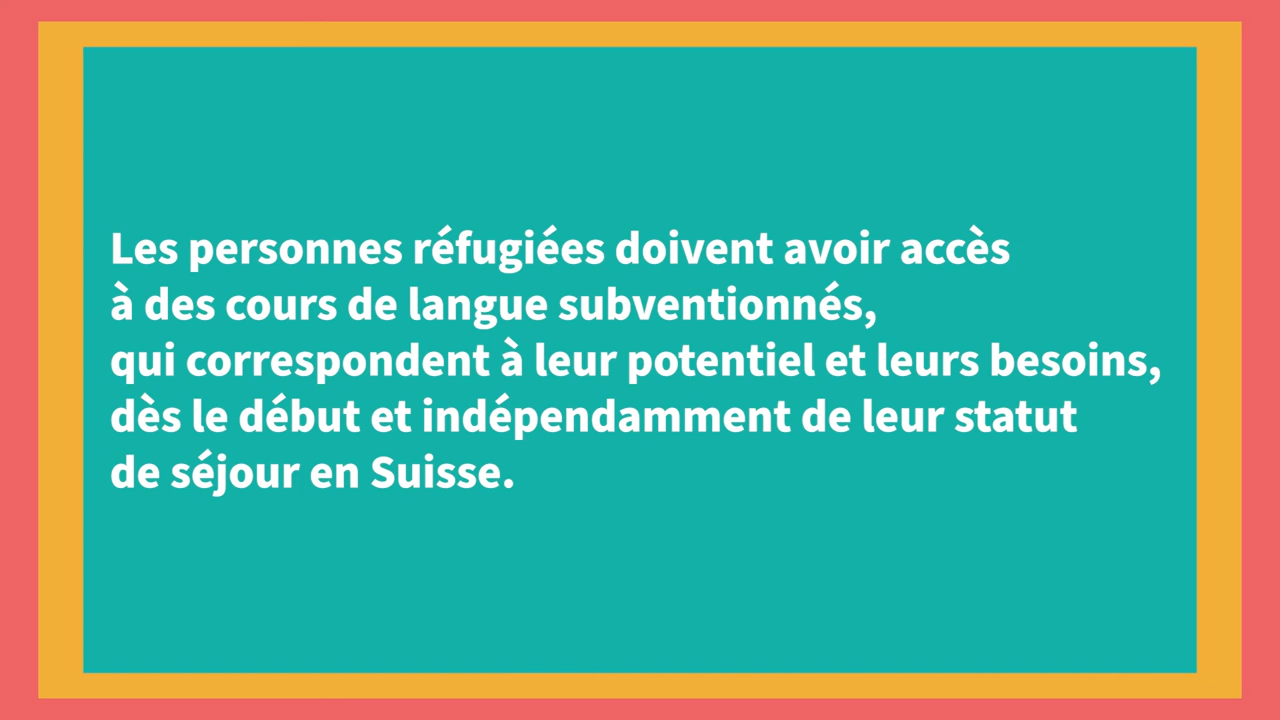 Les personnes réfugiées doivent avoir accès
à des cours de langue subventionnés,
qui correspondent à leur potentiel et leurs besoins,
dès le début et indépendamment de leur statut
de séjour en Suisse.